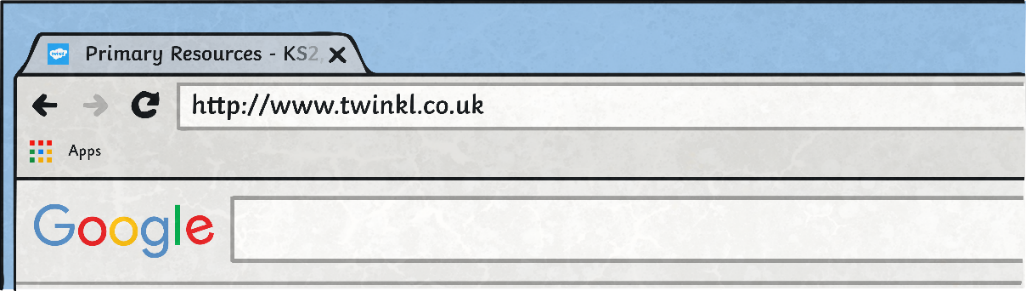 Primary Resources - KS2,
http://www.twinkl.co.uk
Apps
Google